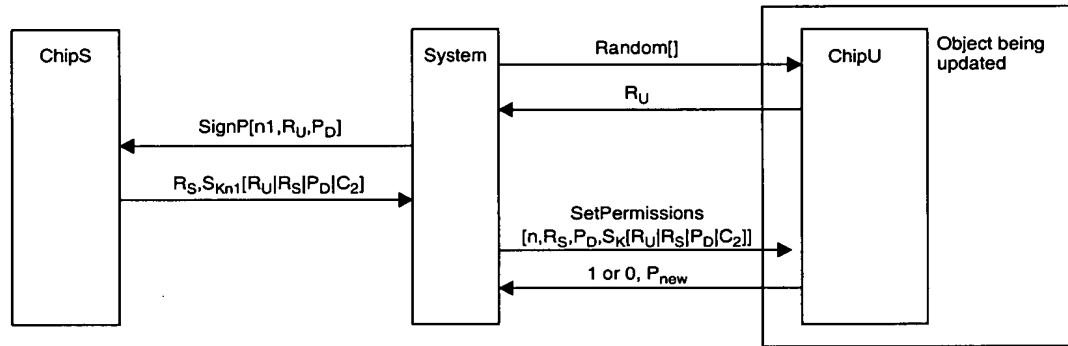 ChipS
System
ChipU
Object being
updated
Random[]
R_U
SignP[n1,R_U,P_D]
R_S,S_Kn1[R_U|R_S|P_D|C_2]
SetPermissions
[n,R_S,P_D,S_K[R_U|R_S|P_D|C_2]]
1 or 0, P_new